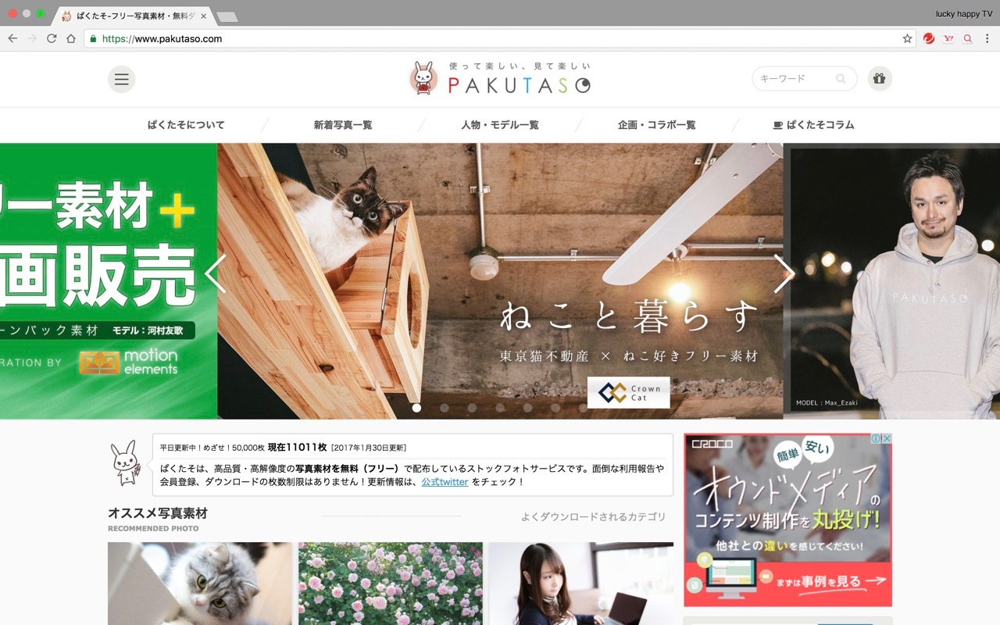 ぱくたそ-フリー写真素材・無料ダ
lucky happy TV
https://www.pakutaso.com
使って楽しい、見て楽しい
PAKUTASO
キーワード
ぱくたそについて
新着写真一覧
人物・モデル一覧
企画・コラボ一覧
ぱくたそコラム
リー素材+
画販売
ーンバック素材 モデル：河村友歌
RATION BY motion elements
ねこと暮らす
東京猫不動産 × ねこ好きフリー素材
Crown Cat
PAKUTASO
MODEL : Max_Ezaki
平日更新中！めざせ！50,000枚 現在11011枚 [2017年1月30日更新]
ぱくたそは、高品質・高解像度の写真素材を無料（フリー）で配布しているストックフォトサービスです。面倒な利用報告や
会員登録、ダウンロードの枚数制限はありません！更新情報は、公式twitter をチェック！
オススメ写真素材
よくダウンロードされるカテゴリ
RECOMMENDED PHOTO
CROCO
簡単
安い
オウンドメディアの
コンテンツ制作を丸投げ!
他社との違いを感じてください!
まずは事例を見る